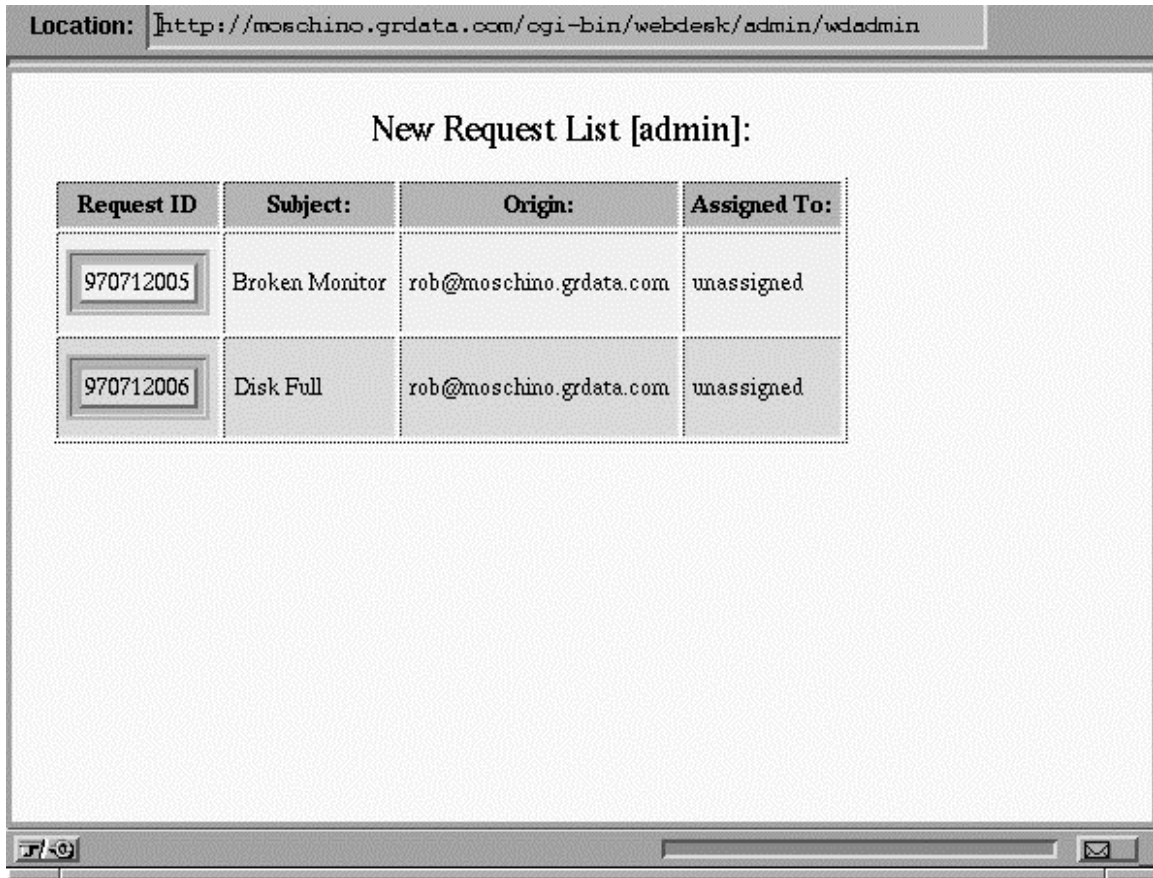 Location: http://moschino.grdata.com/cgi-bin/webdesk/admin/wdadmin
New Request List [admin]:
Request ID Subject: Origin: Assigned To:
970712005 Broken Monitor rob@moschino.grdata.com unassigned
970712006 Disk Full rob@moschino.grdata.com unassigned